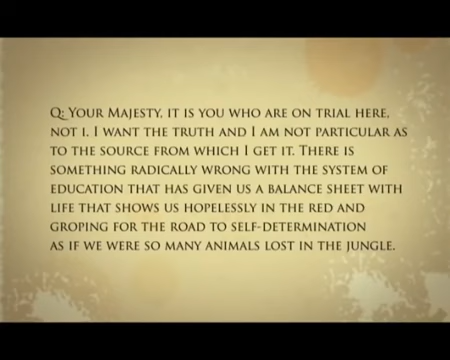 Q: Your Majesty, it is you who are on trial here,
not i. I want the truth and I am not particular as
to the source from which I get it. There is
something radically wrong with the system of
education that has given us a balance sheet with
life that shows us hopelessly in the red and
groping for the road to self-determination
as if we were so many animals lost in the jungle.